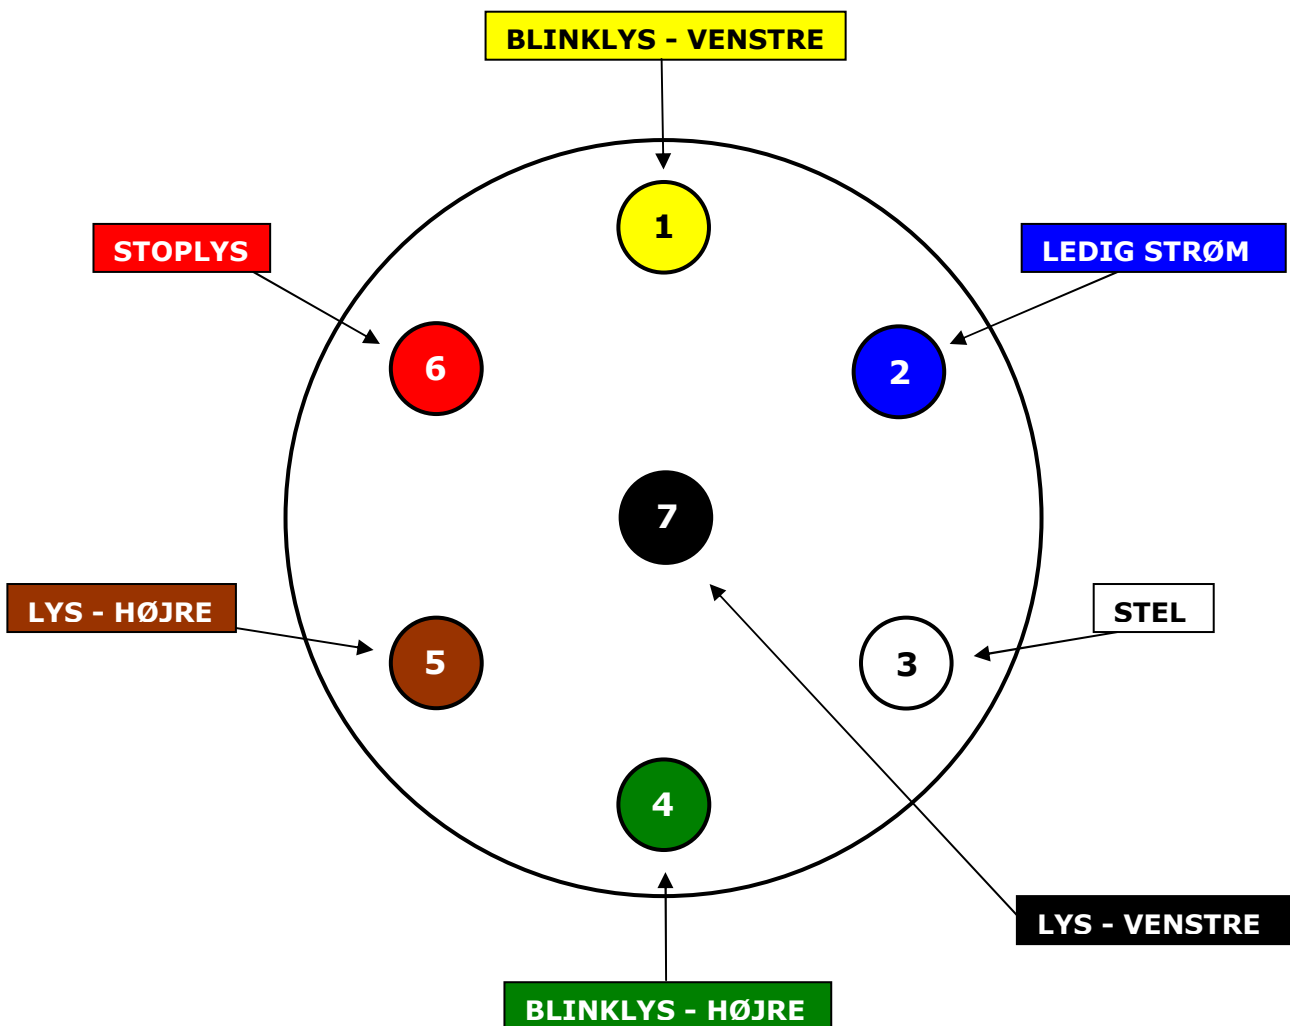 BLINKLYS - VENSTRE
1
STOPLYS
LEDIG STRØM
6
2
7
LYS - HØJRE
STEL
5
3
4
LYS - VENSTRE
BLINKLYS - HØJRE